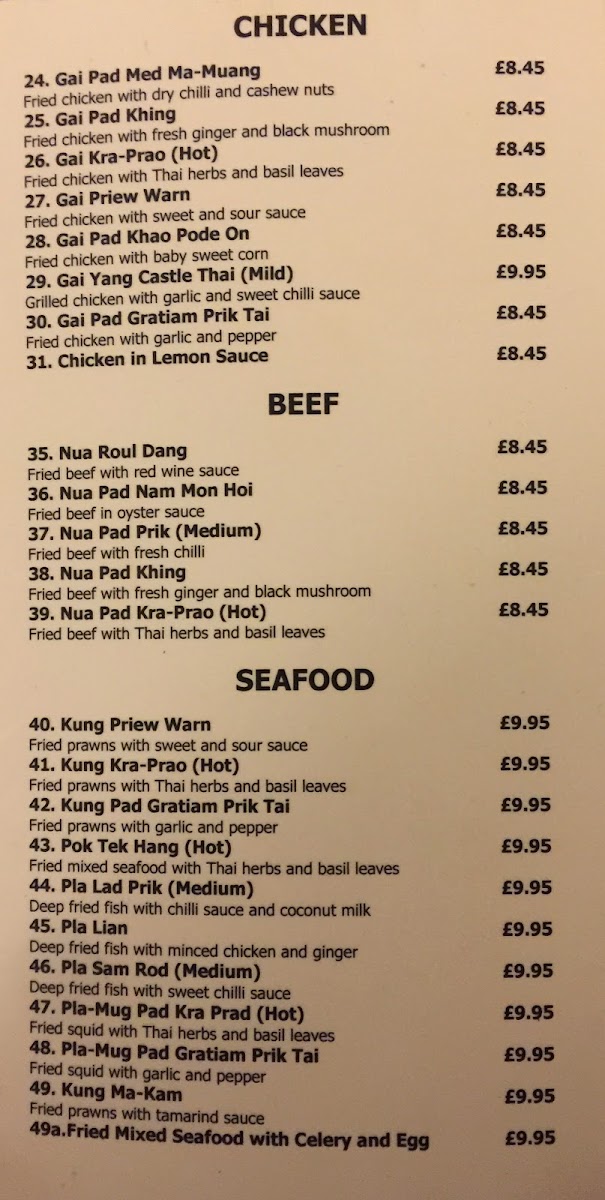 CHICKEN
24. Gai Pad Med Ma-Muang £8.45
Fried chicken with dry chilli and cashew nuts
25. Gai Pad Khing £8.45
Fried chicken with fresh ginger and black mushroom
26. Gai Kra-Prao (Hot) £8.45
Fried chicken with Thai herbs and basil leaves
27. Gai Priew Warn £8.45
Fried chicken with sweet and sour sauce
28. Gai Pad Khao Pode On £8.45
Fried chicken with baby sweet corn
29. Gai Yang Castle Thai (Mild) £9.95
Grilled chicken with garlic and sweet chilli sauce
30. Gai Pad Gratiam Prik Tai £8.45
Fried chicken with garlic and pepper
31. Chicken in Lemon Sauce £8.45
BEEF
35. Nua Roul Dang £8.45
Fried beef with red wine sauce
36. Nua Pad Nam Mon Hoi £8.45
Fried beef in oyster sauce
37. Nua Pad Prik (Medium) £8.45
Fried beef with fresh chilli
38. Nua Pad Khing £8.45
Fried beef with fresh ginger and black mushroom
39. Nua Pad Kra-Prao (Hot) £8.45
Fried beef with Thai herbs and basil leaves
SEAFOOD
40. Kung Priew Warn £9.95
Fried prawns with sweet and sour sauce
41. Kung Kra-Prao (Hot) £9.95
Fried prawns with Thai herbs and basil leaves
42. Kung Pad Gratiam Prik Tai £9.95
Fried prawns with garlic and pepper
43. Pok Tek Hang (Hot) £9.95
Fried mixed seafood with Thai herbs and basil leaves
44. Pla Lad Prik (Medium) £9.95
Deep fried fish with chilli sauce and coconut milk
45. Pla Lian £9.95
Deep fried fish with minced chicken and ginger
46. Pla Sam Rod (Medium) £9.95
Deep fried fish with sweet chilli sauce
47. Pla-Mug Pad Kra Prad (Hot) £9.95
Fried squid with Thai herbs and basil leaves
48. Pla-Mug Pad Gratiam Prik Tai £9.95
Fried squid with garlic and pepper
49. Kung Ma-Kam £9.95
Fried prawns with tamarind sauce
49a.Fried Mixed Seafood with Celery and Egg £9.95